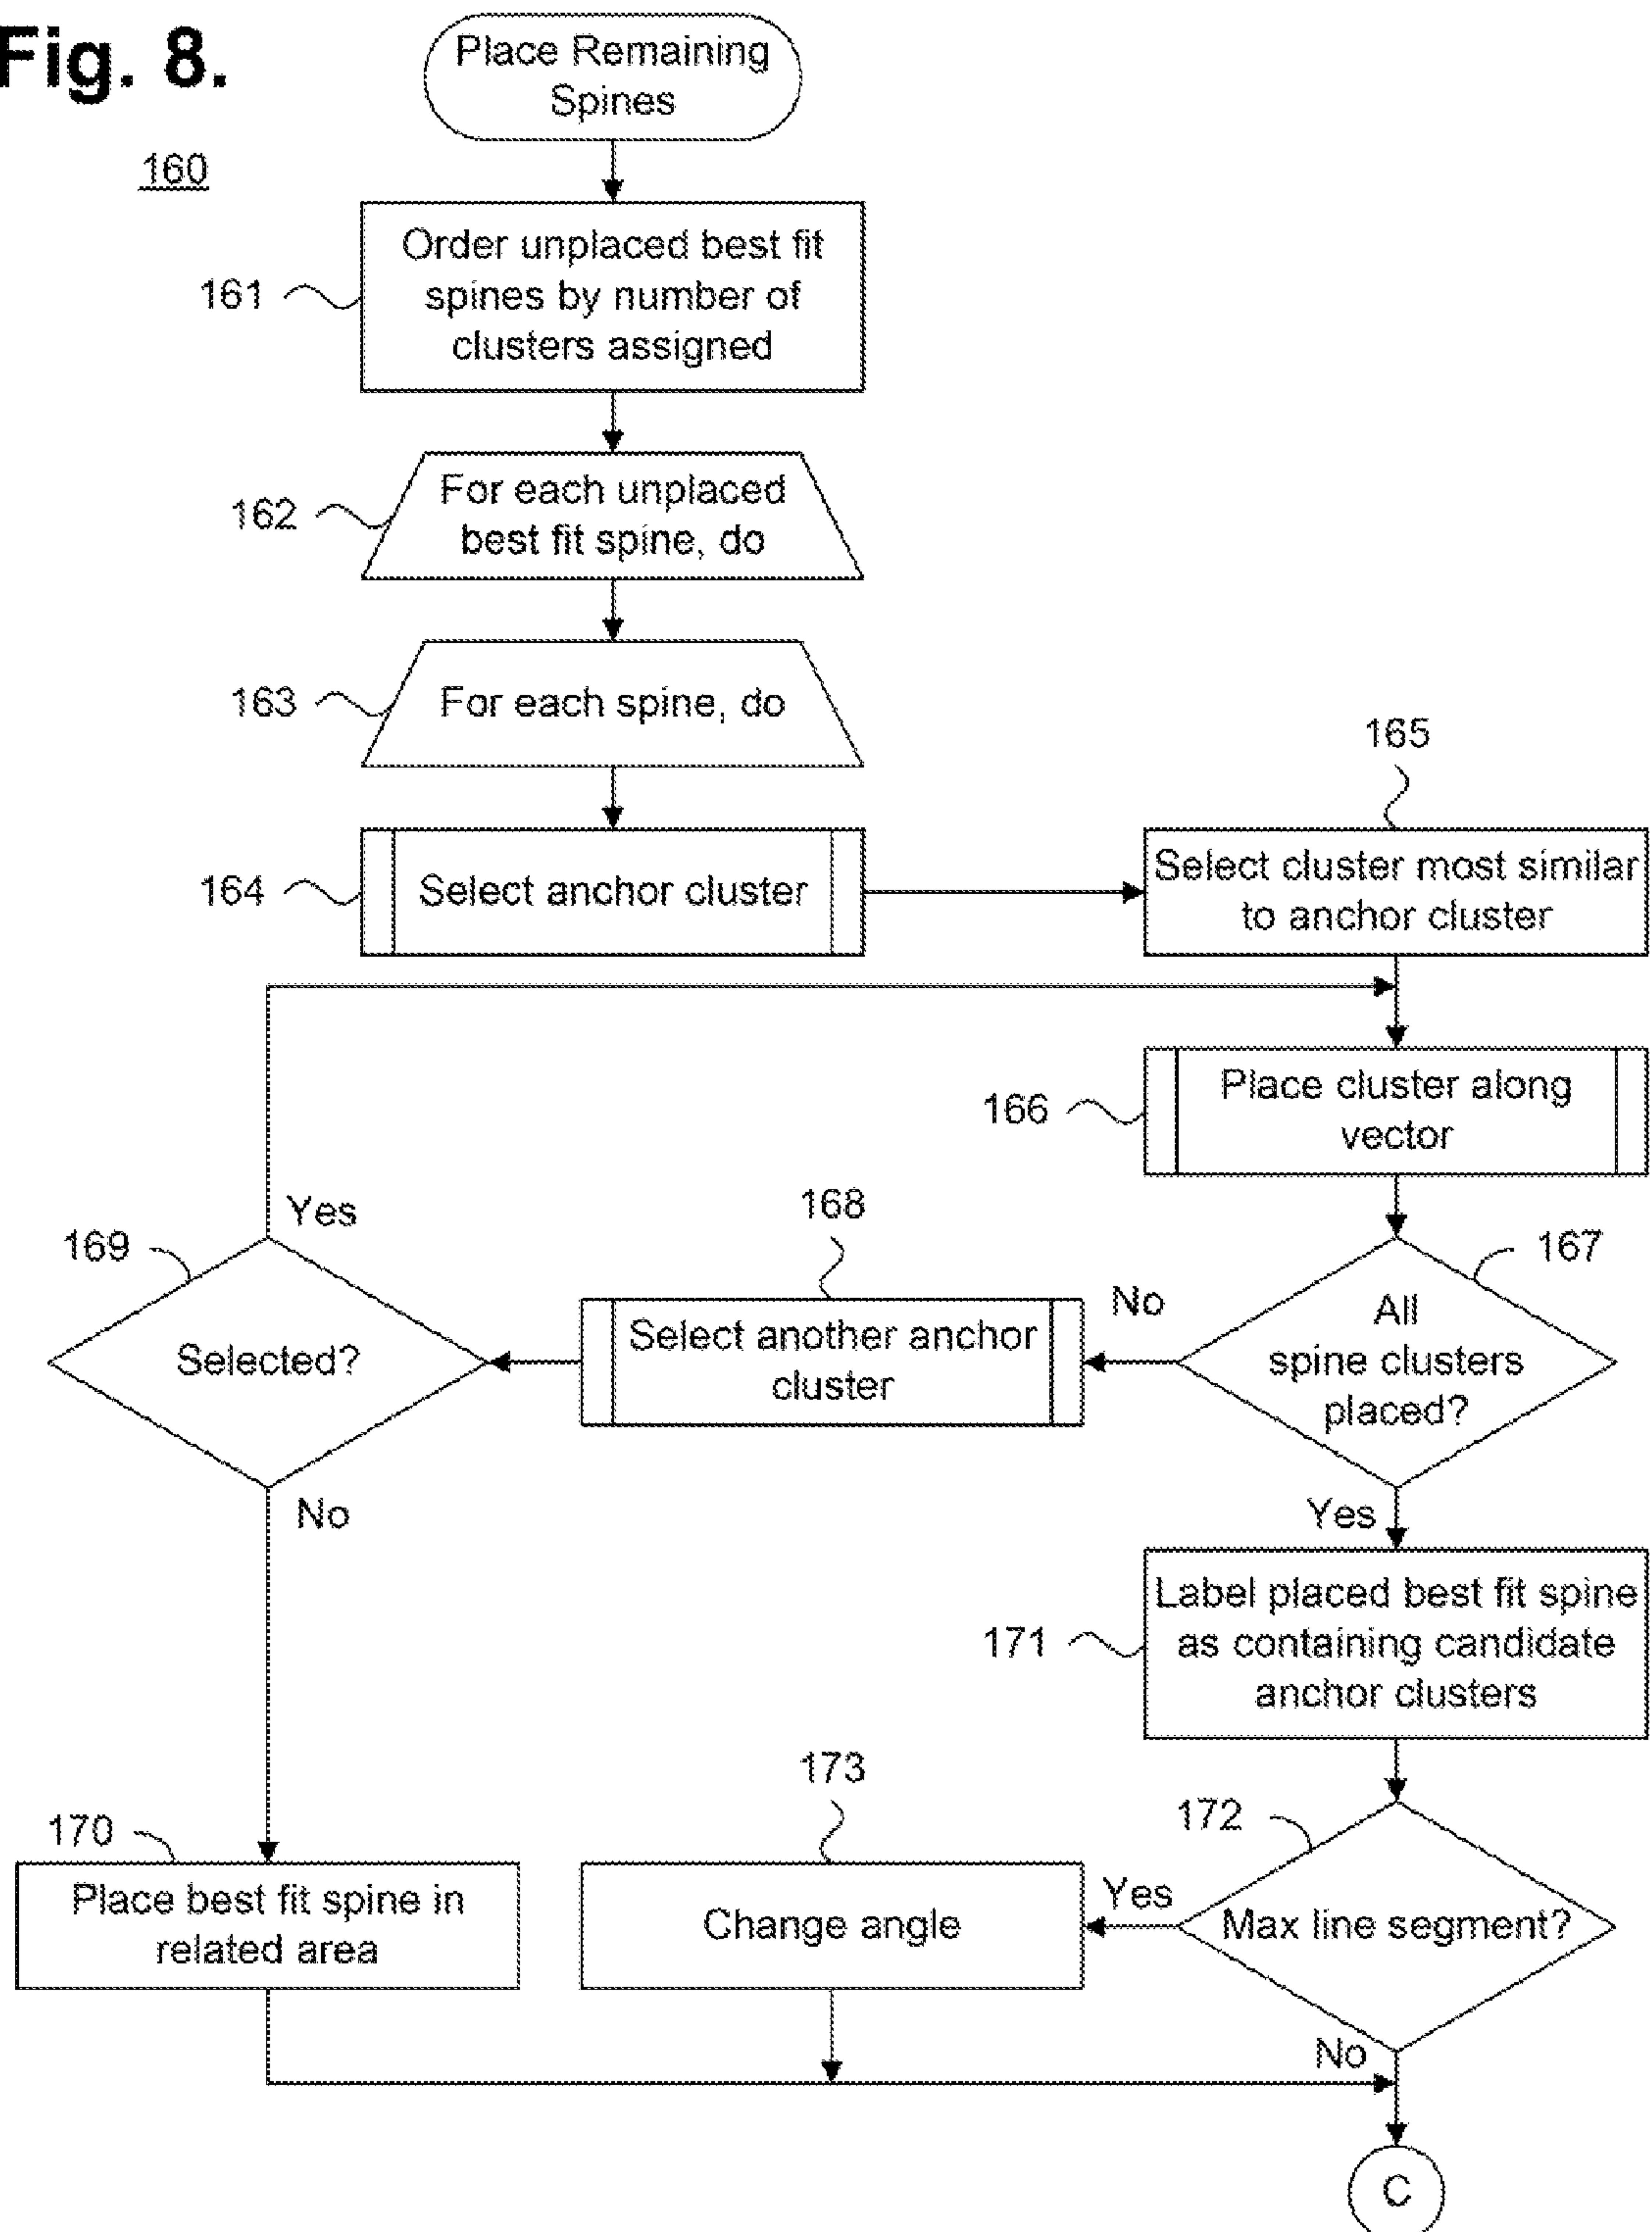 Fig. 8.
160
Place Remaining
Spines
161
Order unplaced best fit
spines by number of
clusters assigned
162
For each unplaced
best fit spine, do
163
For each spine, do
164
Select anchor cluster
165
Select cluster most similar
to anchor cluster
166
Place cluster along
vector
167
All
spine clusters
placed?
No
168
Select another anchor
cluster
169
Selected?
Yes
No
Yes
171
Label placed best fit spine
as containing candidate
anchor clusters
170
Place best fit spine in
related area
172
Max line segment?
Yes
173
Change angle
No
C